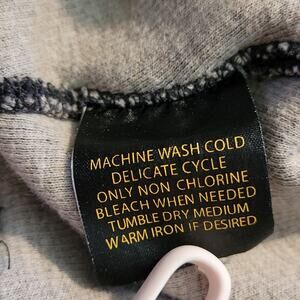 MACHINE WASH COLD
DELICATE CYCLE
ONLY NON CHLORINE
BLEACH WHEN NEEDED
TUMBLE DRY MEDIUM
WARM IRON IF DESIRED